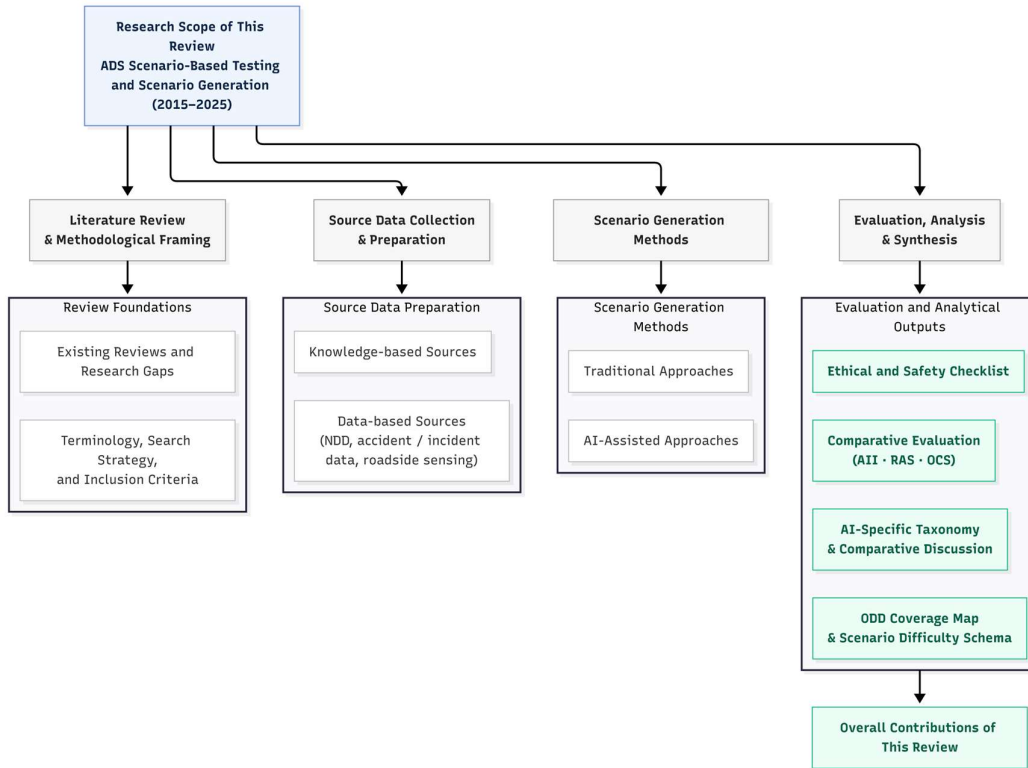 Research Scope of This
Review
ADS Scenario-Based Testing
and Scenario Generation
(2015–2025)
Literature Review
& Methodological Framing
Source Data Collection
& Preparation
Scenario Generation
Methods
Evaluation, Analysis
& Synthesis
Review Foundations
Existing Reviews and
Research Gaps
Terminology, Search
Strategy,
and Inclusion Criteria
Source Data Preparation
Knowledge-based Sources
Data-based Sources
(NDD, accident / incident
data, roadside sensing)
Scenario Generation
Methods
Traditional Approaches
AI-Assisted Approaches
Evaluation and Analytical
Outputs
Ethical and Safety Checklist
Comparative Evaluation
(AII · RAS · OCS)
AI-Specific Taxonomy
& Comparative Discussion
ODD Coverage Map
& Scenario Difficulty Schema
Overall Contributions of
This Review